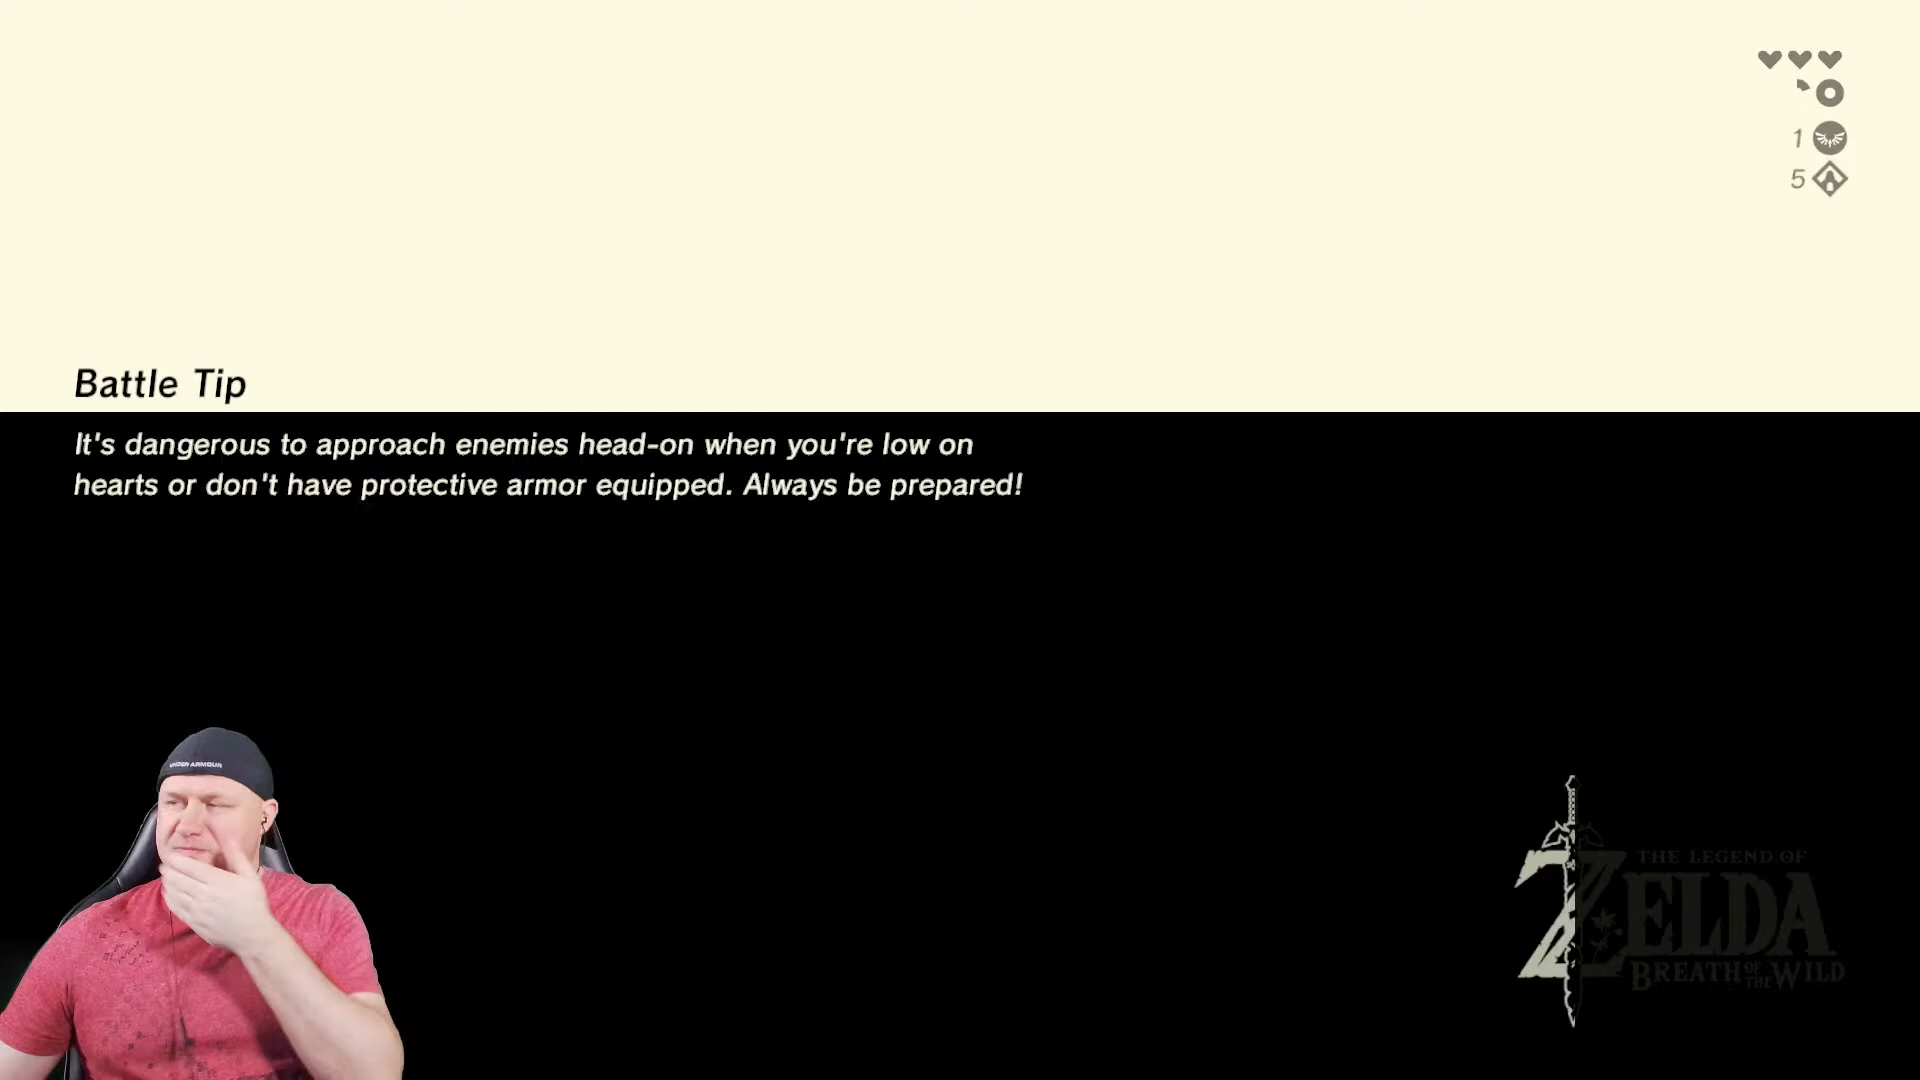 1
5
Battle Tip
It's dangerous to approach enemies head-on when you're low on
hearts or don't have protective armor equipped. Always be prepared!
UNDER ARMOUR
THE LEGEND OF
ZELDA
BREATH OF THE WILD